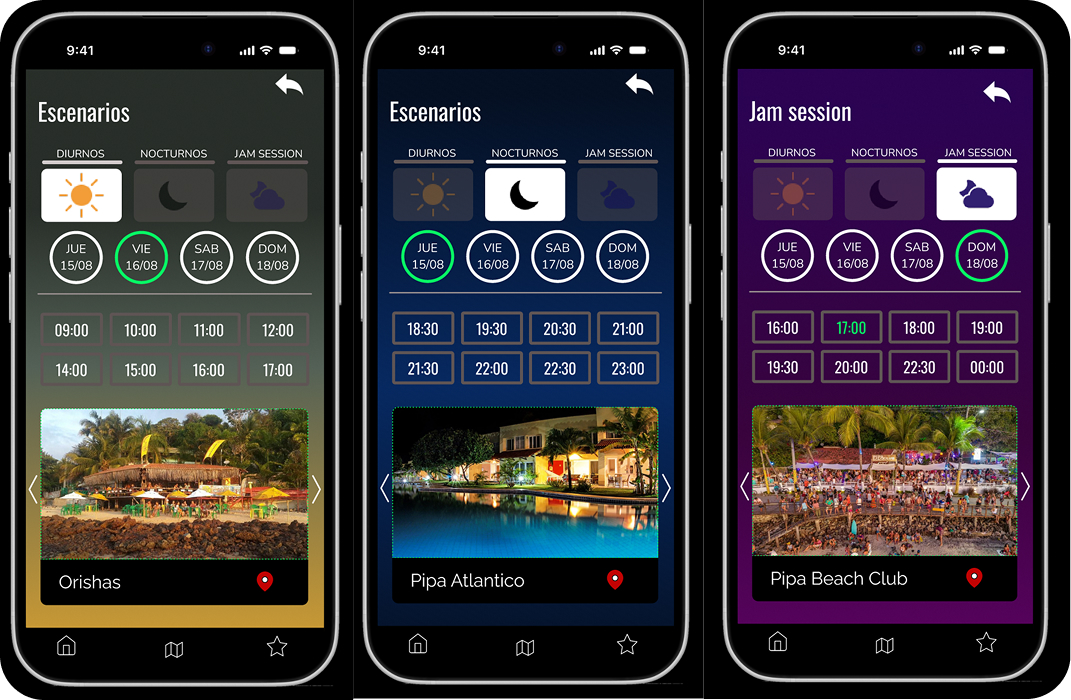 9:41
Escenarios
DIURNOS NOCTURNOS JAM SESSION
JUE 15/08 VIE 16/08 SAB 17/08 DOM 18/08
09:00 10:00 11:00 12:00
14:00 15:00 16:00 17:00
Orishas
9:41
Escenarios
DIURNOS NOCTURNOS JAM SESSION
JUE 15/08 VIE 16/08 SAB 17/08 DOM 18/08
18:30 19:30 20:30 21:00
21:30 22:00 22:30 23:00
Pipa Atlantico
9:41
Jam session
DIURNOS NOCTURNOS JAM SESSION
JUE 15/08 VIE 16/08 SAB 17/08 DOM 18/08
16:00 17:00 18:00 19:00
19:30 20:00 22:30 00:00
Pipa Beach Club